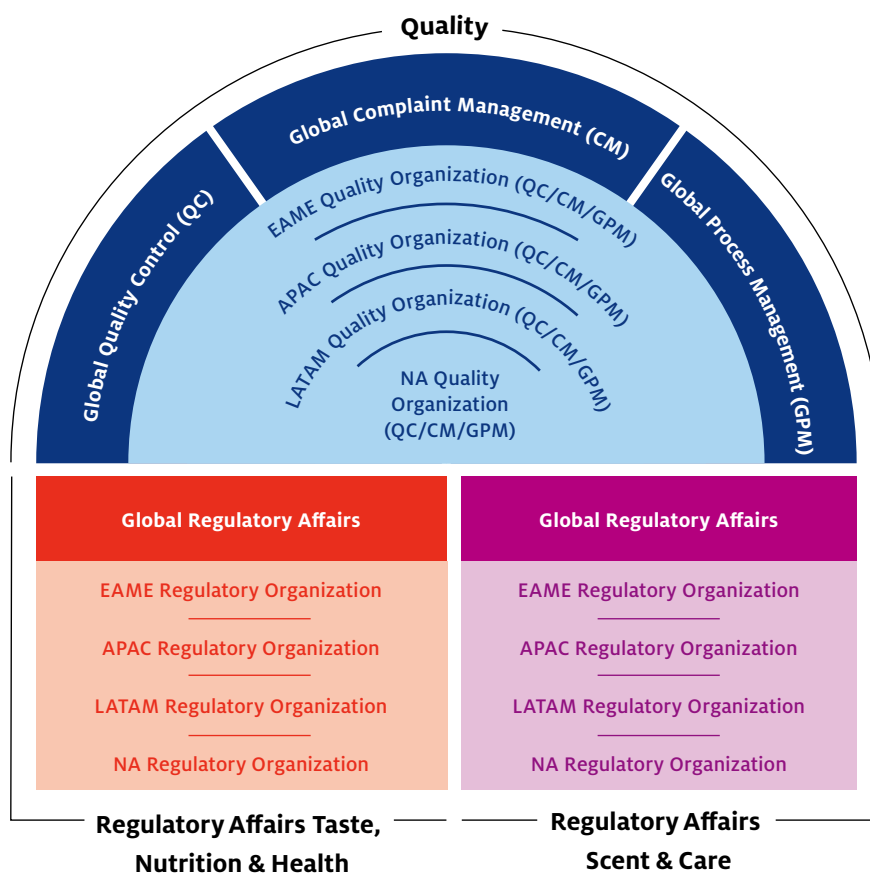 Quality
Global Quality Control (QC)
Global Complaint Management (CM)
Global Process Management (GPM)
EAME Quality Organization (QC/CM/GPM)
APAC Quality Organization (QC/CM/GPM)
LATAM Quality Organization (QC/CM/GPM)
NA Quality
Organization
(QC/CM/GPM)
Global Regulatory Affairs
EAME Regulatory Organization
APAC Regulatory Organization
LATAM Regulatory Organization
NA Regulatory Organization
Regulatory Affairs Taste,
Nutrition & Health
Global Regulatory Affairs
EAME Regulatory Organization
APAC Regulatory Organization
LATAM Regulatory Organization
NA Regulatory Organization
Regulatory Affairs
Scent & Care